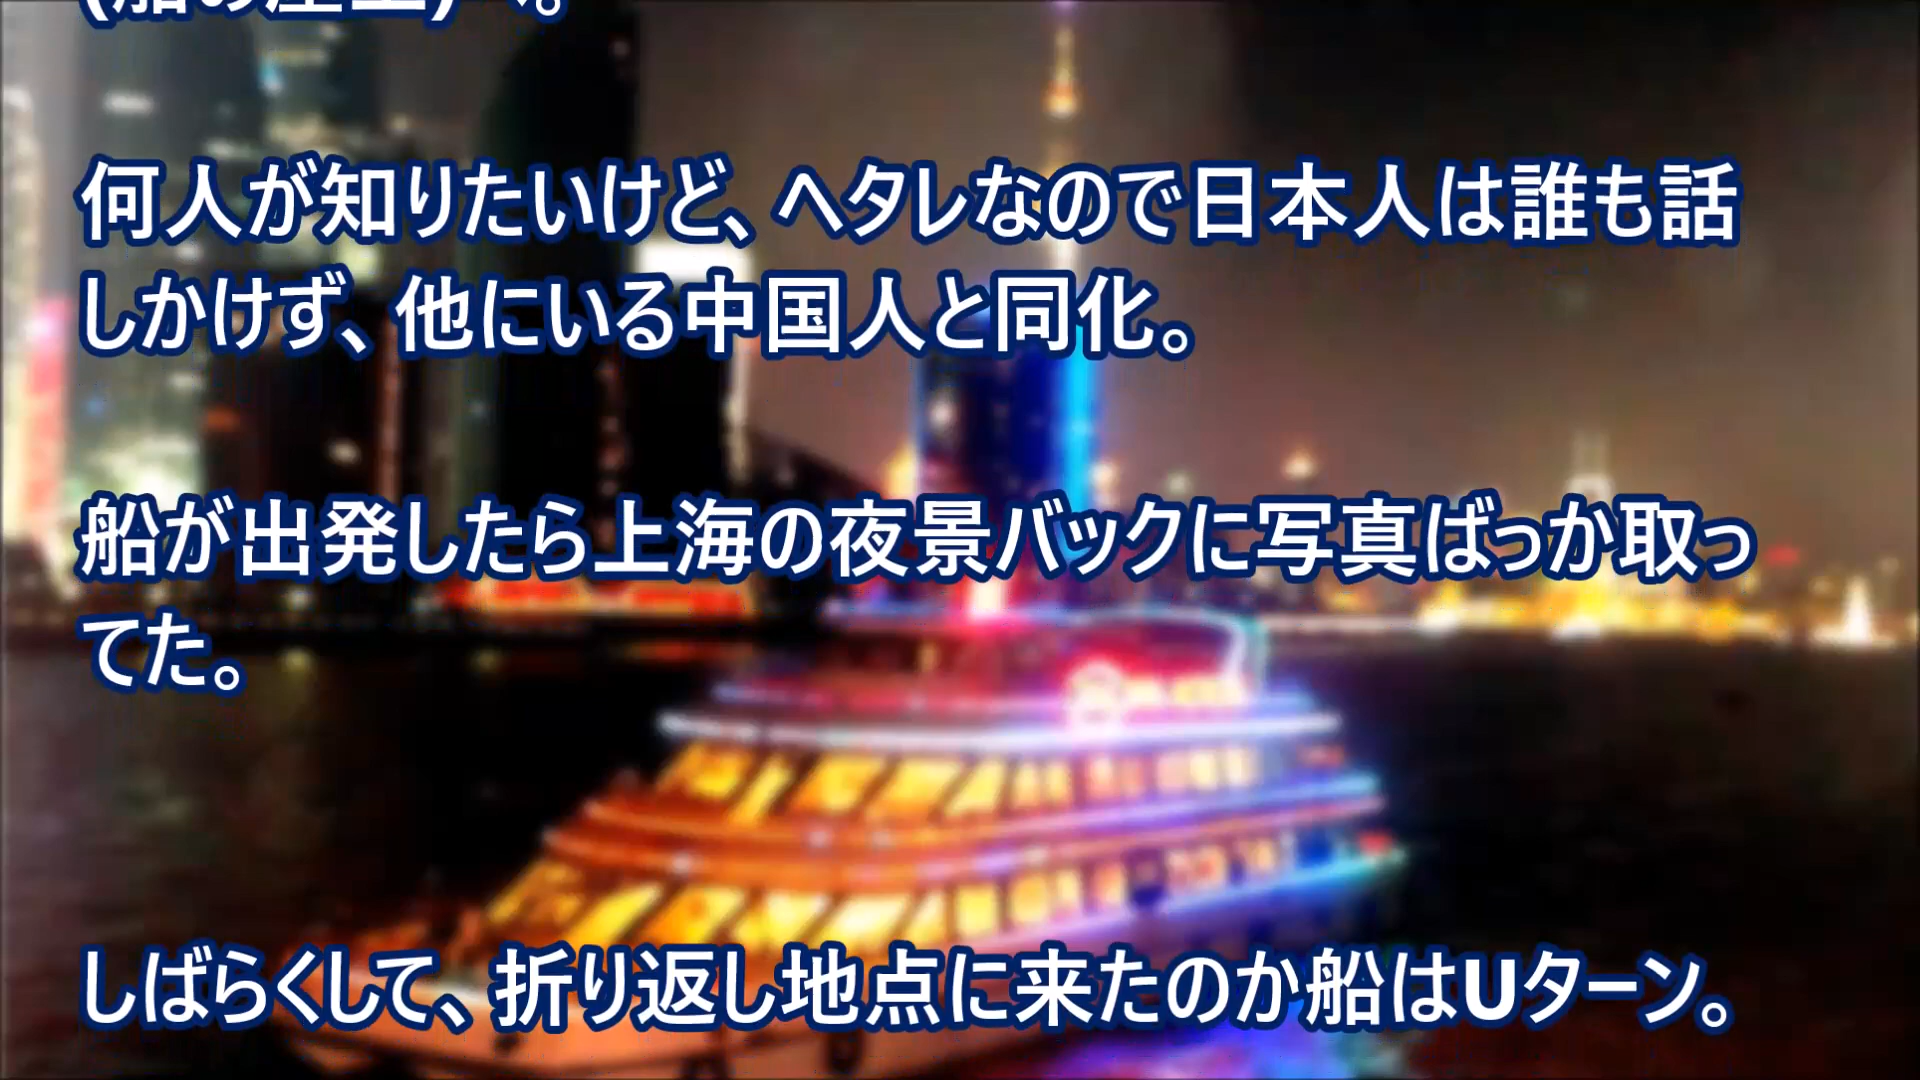 何人が知りたいけど、ヘタレなので日本人は誰も話
しかけず、他にいる中国人と同化。
船が出発したら上海の夜景バックに写真ばっか取っ
てた。
しばらくして、折り返し地点に来たのか船はUターン。